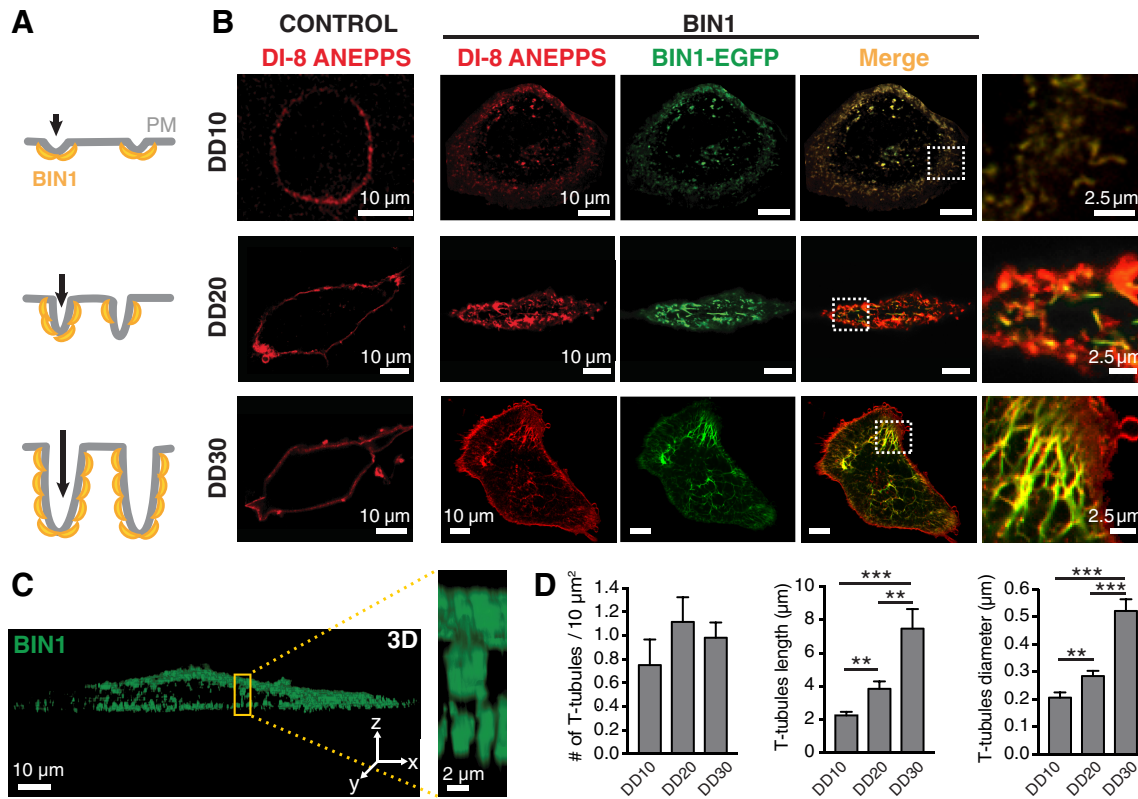 A
PM
BIN1
B
CONTROL
BIN1
DI-8 ANEPPS
DI-8 ANEPPS
BIN1-EGFP
Merge
DD10
10 µm
10 µm
2.5 µm
DD20
10 µm
10 µm
2.5 µm
DD30
10 µm
10 µm
2.5 µm
C
BIN1
3D
z
x
y
10 µm
2 µm
D
# of T-tubules / 10 µm²
1.4
1.2
1.0
0.8
0.6
0.4
0.2
0.0
DD10
DD20
DD30
T-tubules length (µm)
10
8
6
4
2
0
***
**
**
DD10
DD20
DD30
T-tubules diameter (µm)
0.6
0.5
0.4
0.3
0.2
0.1
0.0
***
***
**
DD10
DD20
DD30